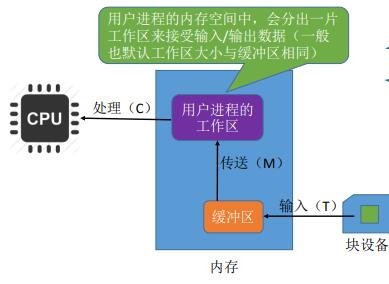 用户进程的内存空间中，会分出一片
工作区来接受输入/输出数据（一般
也默认工作区大小与缓冲区相同）
CPU
处理（C）
用户进程的
工作区
传送（M）
缓冲区
输入（T）
块设备
内存